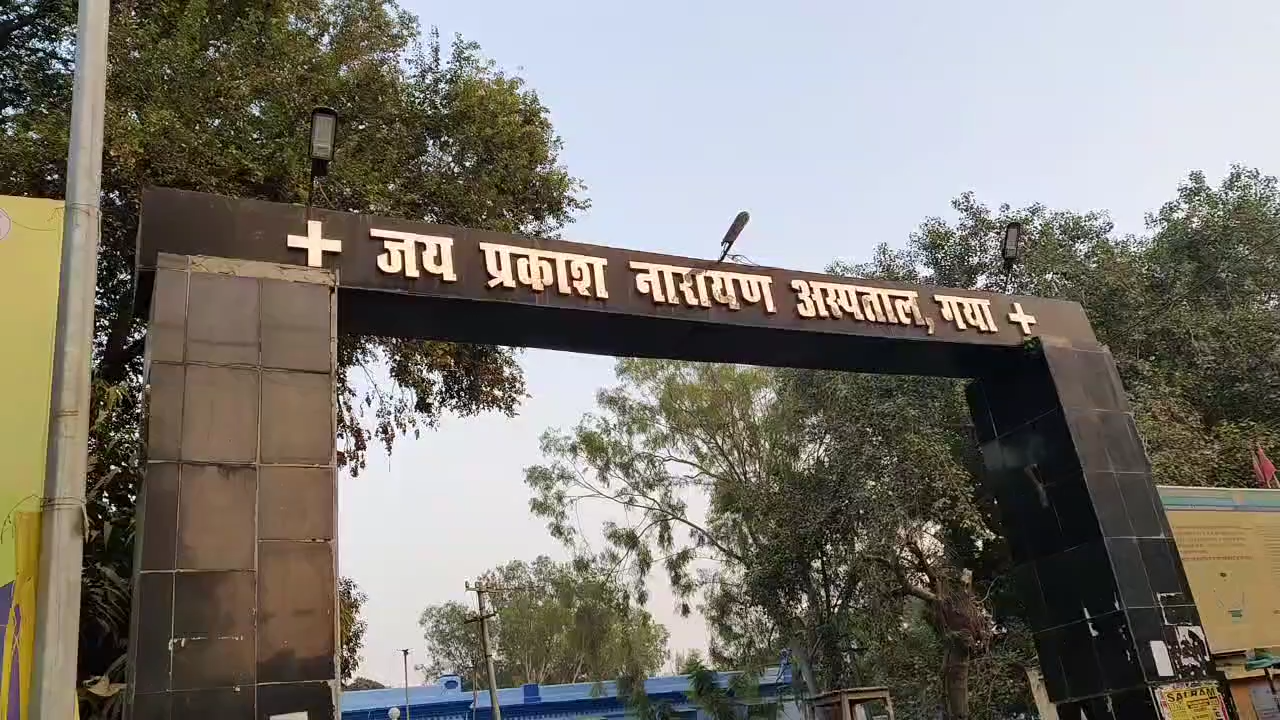 जय प्रकाश नारायण अस्पताल, गया